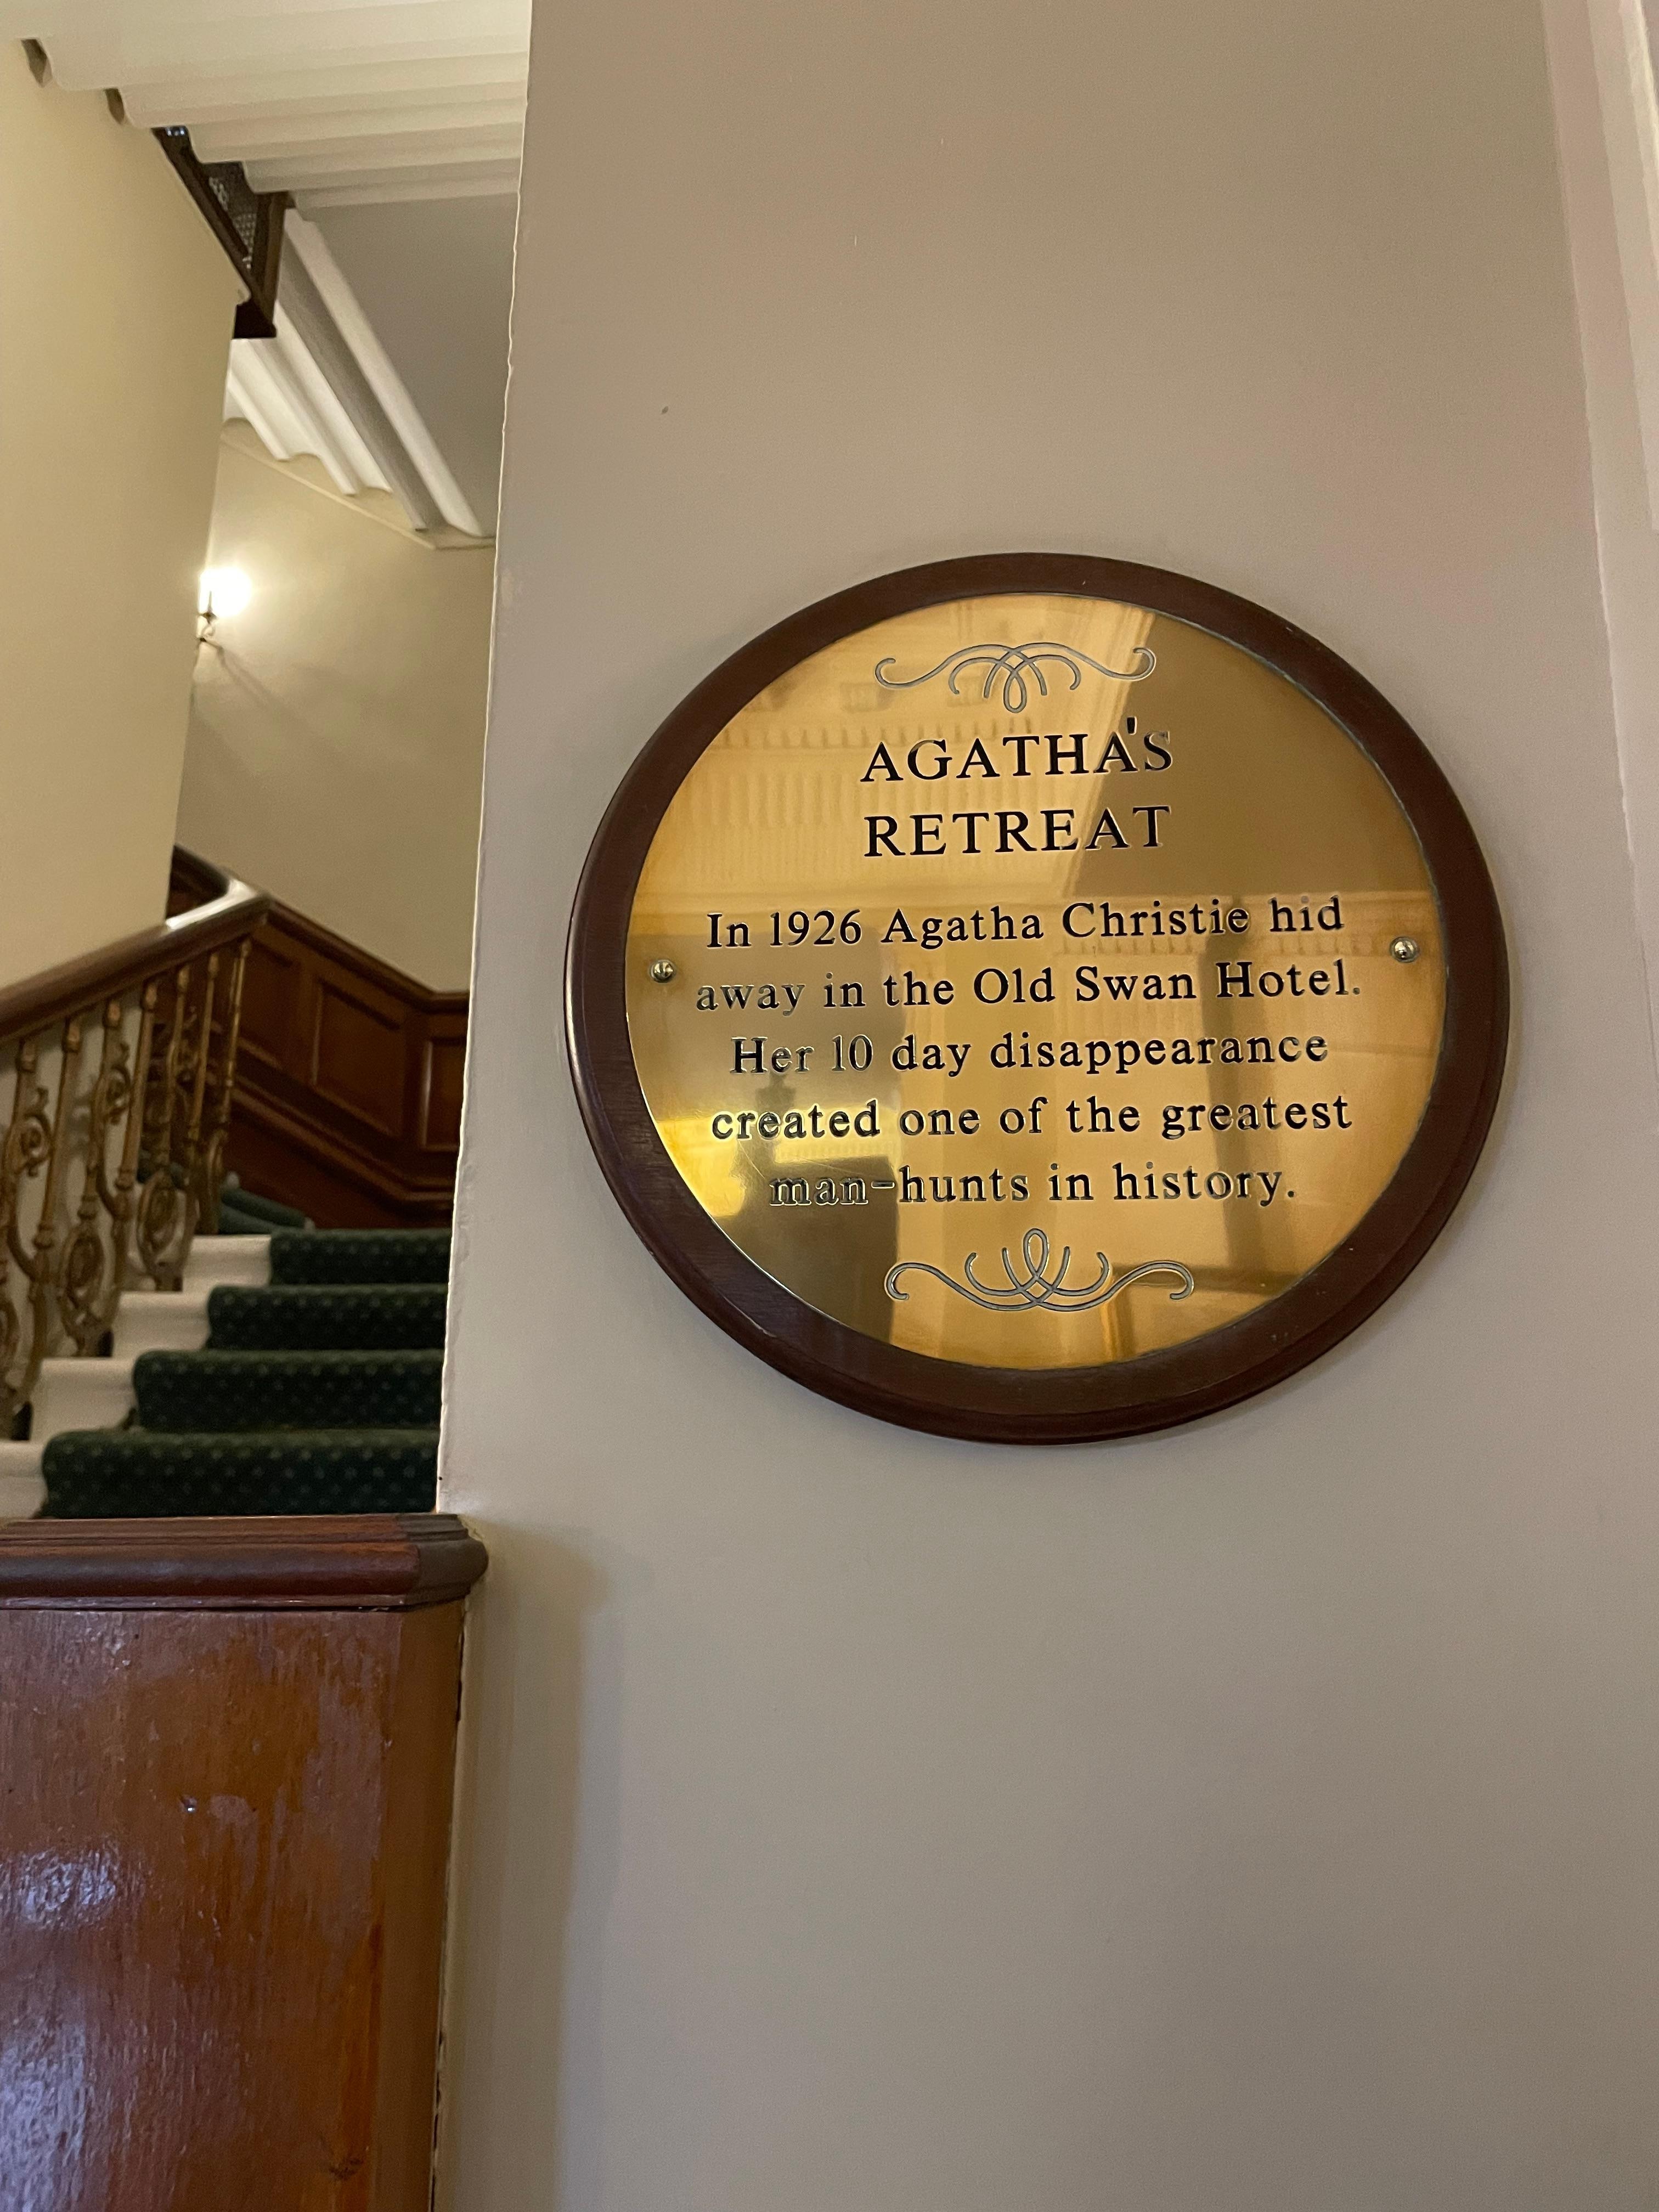 AGATHA'S
RETREAT
In 1926 Agatha Christie hid
away in the Old Swan Hotel.
Her 10 day disappearance
created one of the greatest
man-hunts in history.